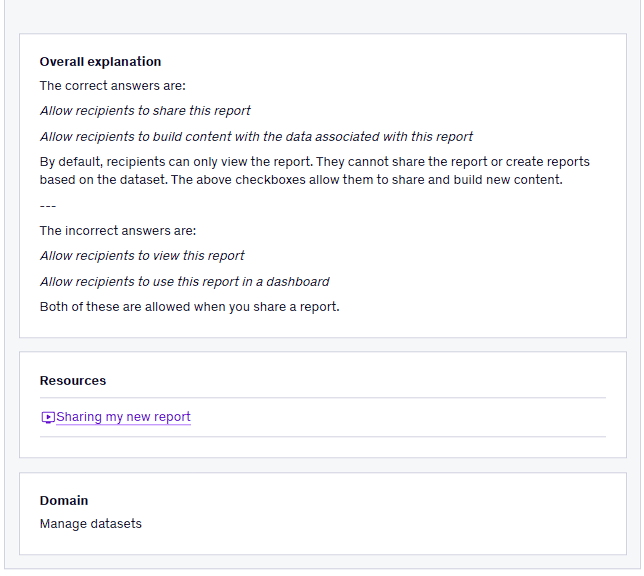 Overall explanation
The correct answers are:
Allow recipients to share this report
Allow recipients to build content with the data associated with this report
By default, recipients can only view the report. They cannot share the report or create reports
based on the dataset. The above checkboxes allow them to share and build new content.
---
The incorrect answers are:
Allow recipients to view this report
Allow recipients to use this report in a dashboard
Both of these are allowed when you share a report.
Resources
Sharing my new report
Domain
Manage datasets